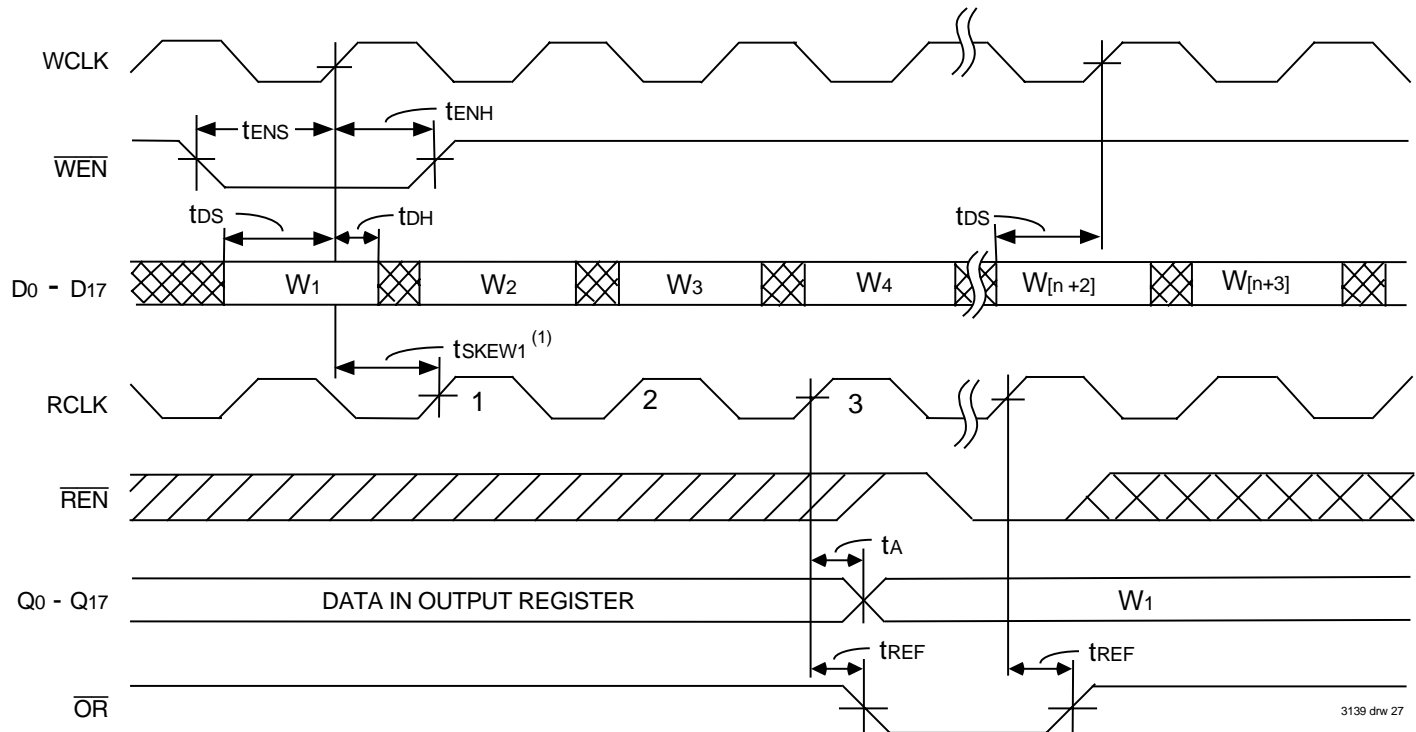 WCLK
tENS
tENH
WEN
tDS
tDH
tDS
D0 - D17
W1
W2
W3
W4
W[n +2]
W[n+3]
tSKEW1 (1)
RCLK
1
2
3
REN
tA
Q0 - Q17
DATA IN OUTPUT REGISTER
W1
tREF
tREF
OR
3139 drw 27